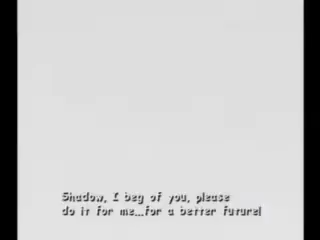 Shadow, I beg of you, please
do it for me...for a better future!